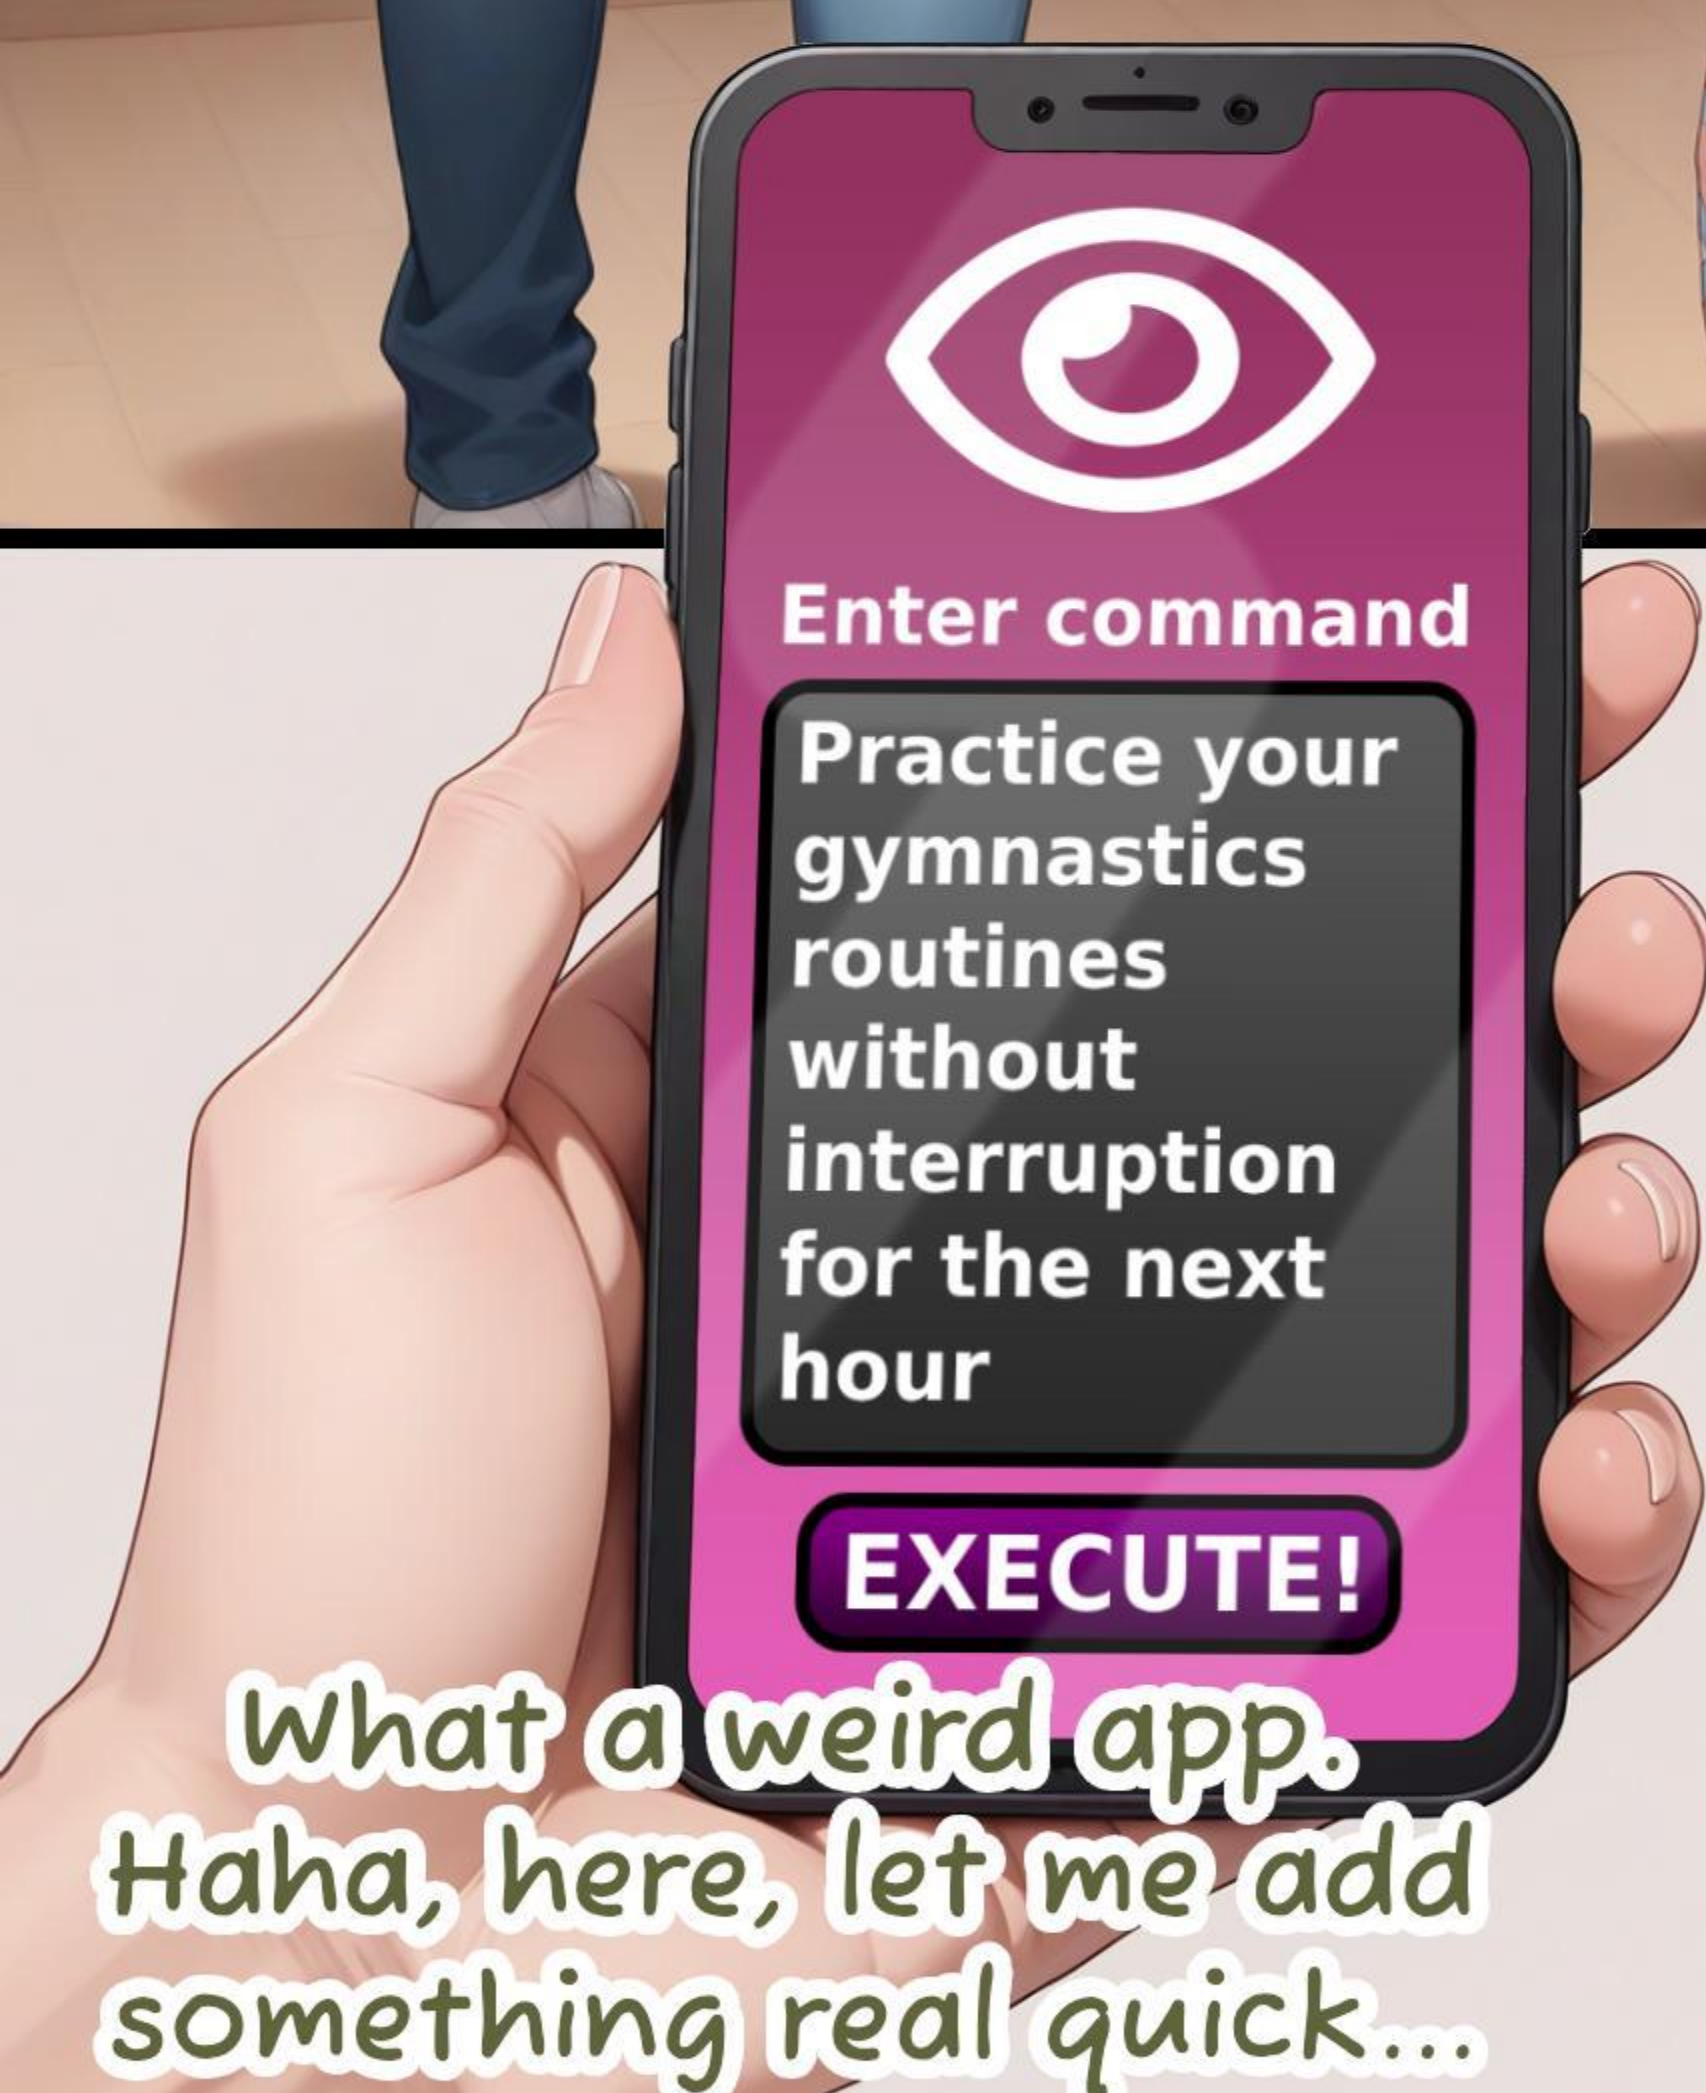 Enter command
Practice your
gymnastics
routines
without
interruption
for the next
hour
EXECUTE!
What a weird app.
Haha, here, let me add
something real quick...